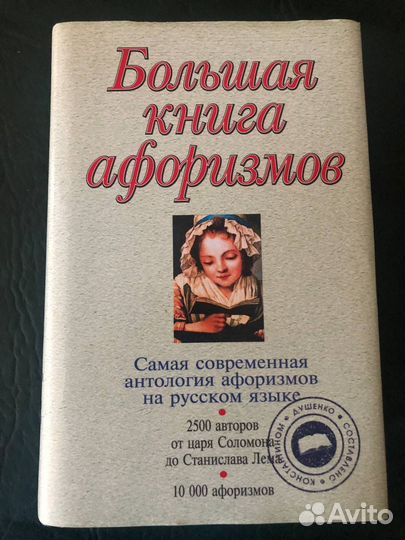 Большая
книга
афоризмов
Самая современная
антология афоризмов
на русском языке
•
2500 авторов
от царя Соломона
до Станислава Лема
•
10 000 афоризмов
• КОНСТАНТИНОМ • ДУШЕНКО • СОСТАВЛЕНО
Avito